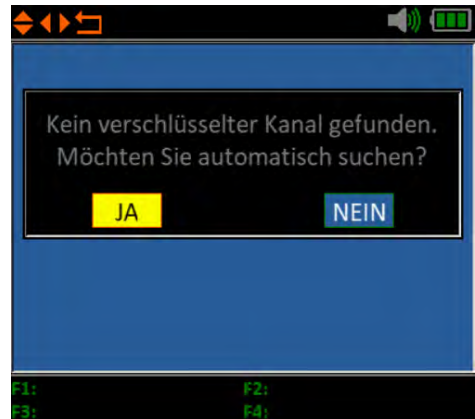 Kein verschlüsselter Kanal gefunden.
Möchten Sie automatisch suchen?
JA NEIN
F1: F2:
F3: F4: